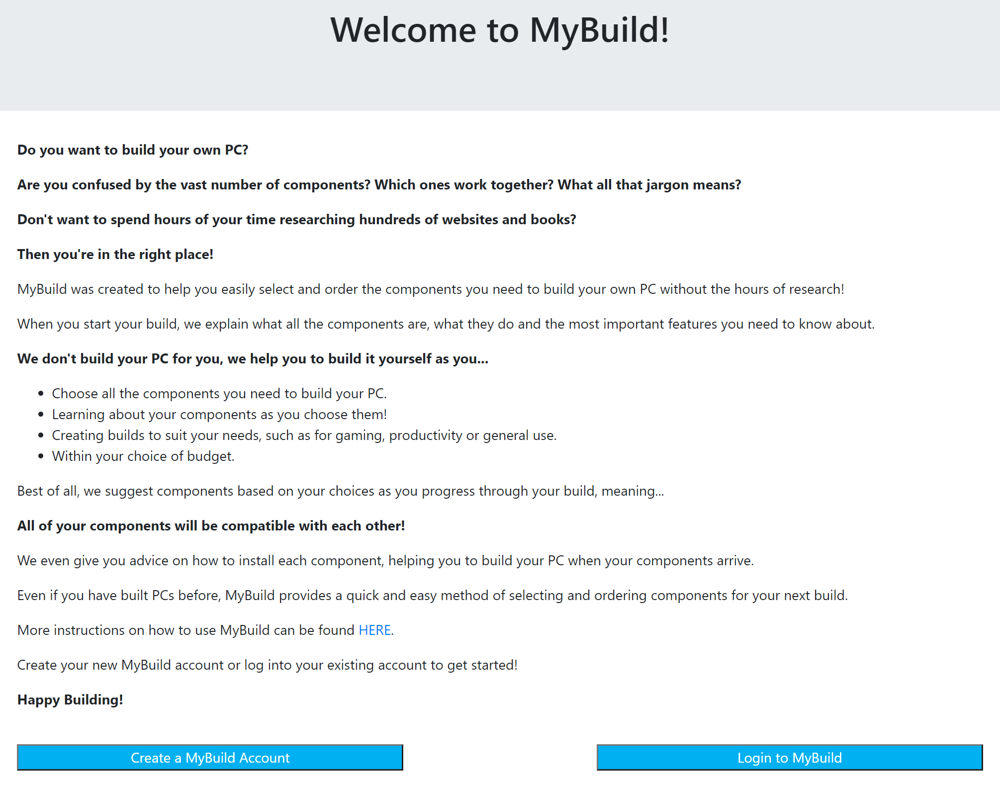 Welcome to MyBuild!
Do you want to build your own PC?
Are you confused by the vast number of components? Which ones work together? What all that jargon means?
Don't want to spend hours of your time researching hundreds of websites and books?
Then you're in the right place!
MyBuild was created to help you easily select and order the components you need to build your own PC without the hours of research!
When you start your build, we explain what all the components are, what they do and the most important features you need to know about.
We don't build your PC for you, we help you to build it yourself as you...
• Choose all the components you need to build your PC.
• Learning about your components as you choose them!
• Creating builds to suit your needs, such as for gaming, productivity or general use.
• Within your choice of budget.
Best of all, we suggest components based on your choices as you progress through your build, meaning...
All of your components will be compatible with each other!
We even give you advice on how to install each component, helping you to build your PC when your components arrive.
Even if you have built PCs before, MyBuild provides a quick and easy method of selecting and ordering components for your next build.
More instructions on how to use MyBuild can be found HERE.
Create your new MyBuild account or log into your existing account to get started!
Happy Building!
Create a MyBuild Account
Login to MyBuild